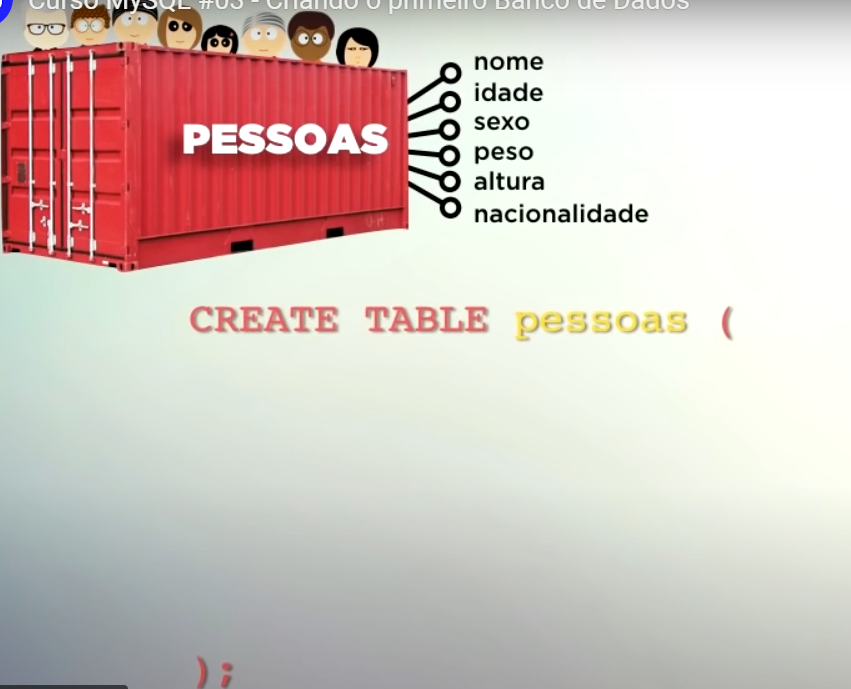 Curso MySQL #03 - Criando o primeiro Banco de Dados
PESSOAS
nome
idade
sexo
peso
altura
nacionalidade
CREATE TABLE pessoas (
);